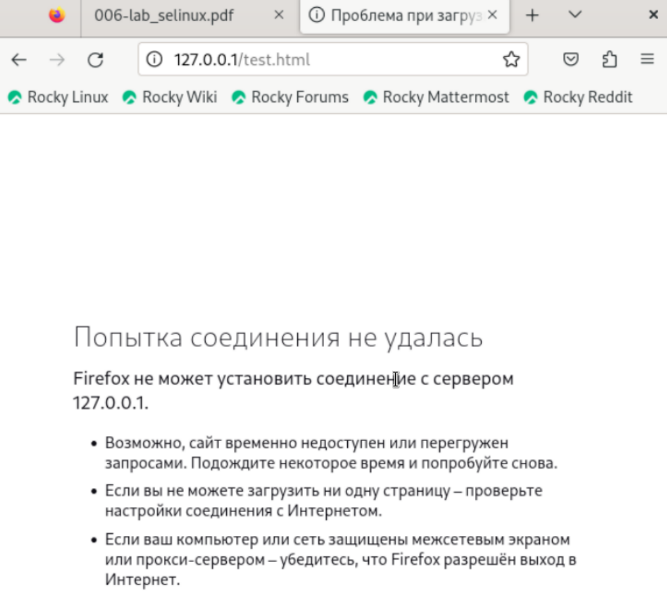 006-lab_selinux.pdf
Проблема при загруз
127.0.0.1/test.html
Rocky Linux
Rocky Wiki
Rocky Forums
Rocky Mattermost
Rocky Reddit
Попытка соединения не удалась
Firefox не может установить соединение с сервером
127.0.0.1.
• Возможно, сайт временно недоступен или перегружен
запросами. Подождите некоторое время и попробуйте снова.
• Если вы не можете загрузить ни одну страницу – проверьте
настройки соединения с Интернетом.
• Если ваш компьютер или сеть защищены межсетевым экраном
или прокси-сервером – убедитесь, что Firefox разрешён выход в
Интернет.